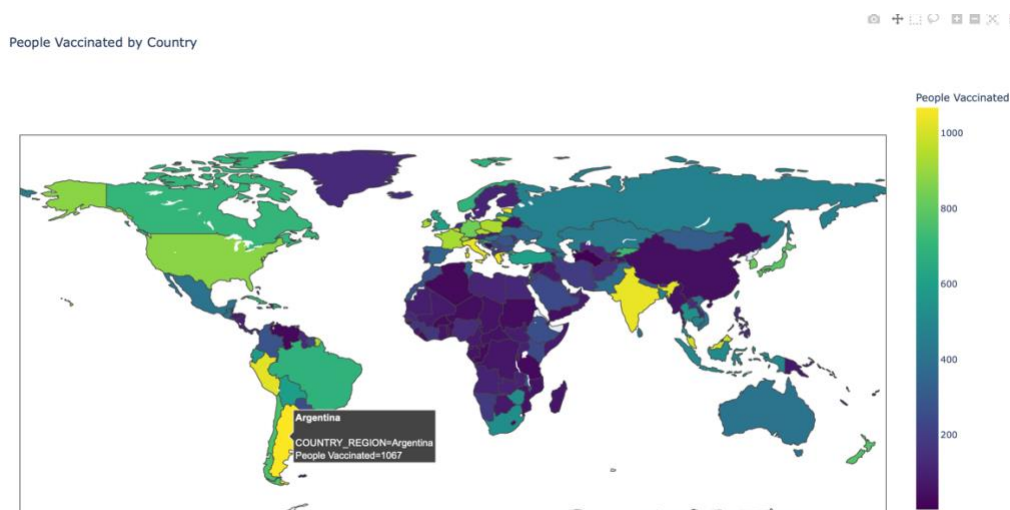 People Vaccinated by Country
People Vaccinated
1000
800
600
400
200
Argentina
COUNTRY_REGION=Argentina
People Vaccinated=1067